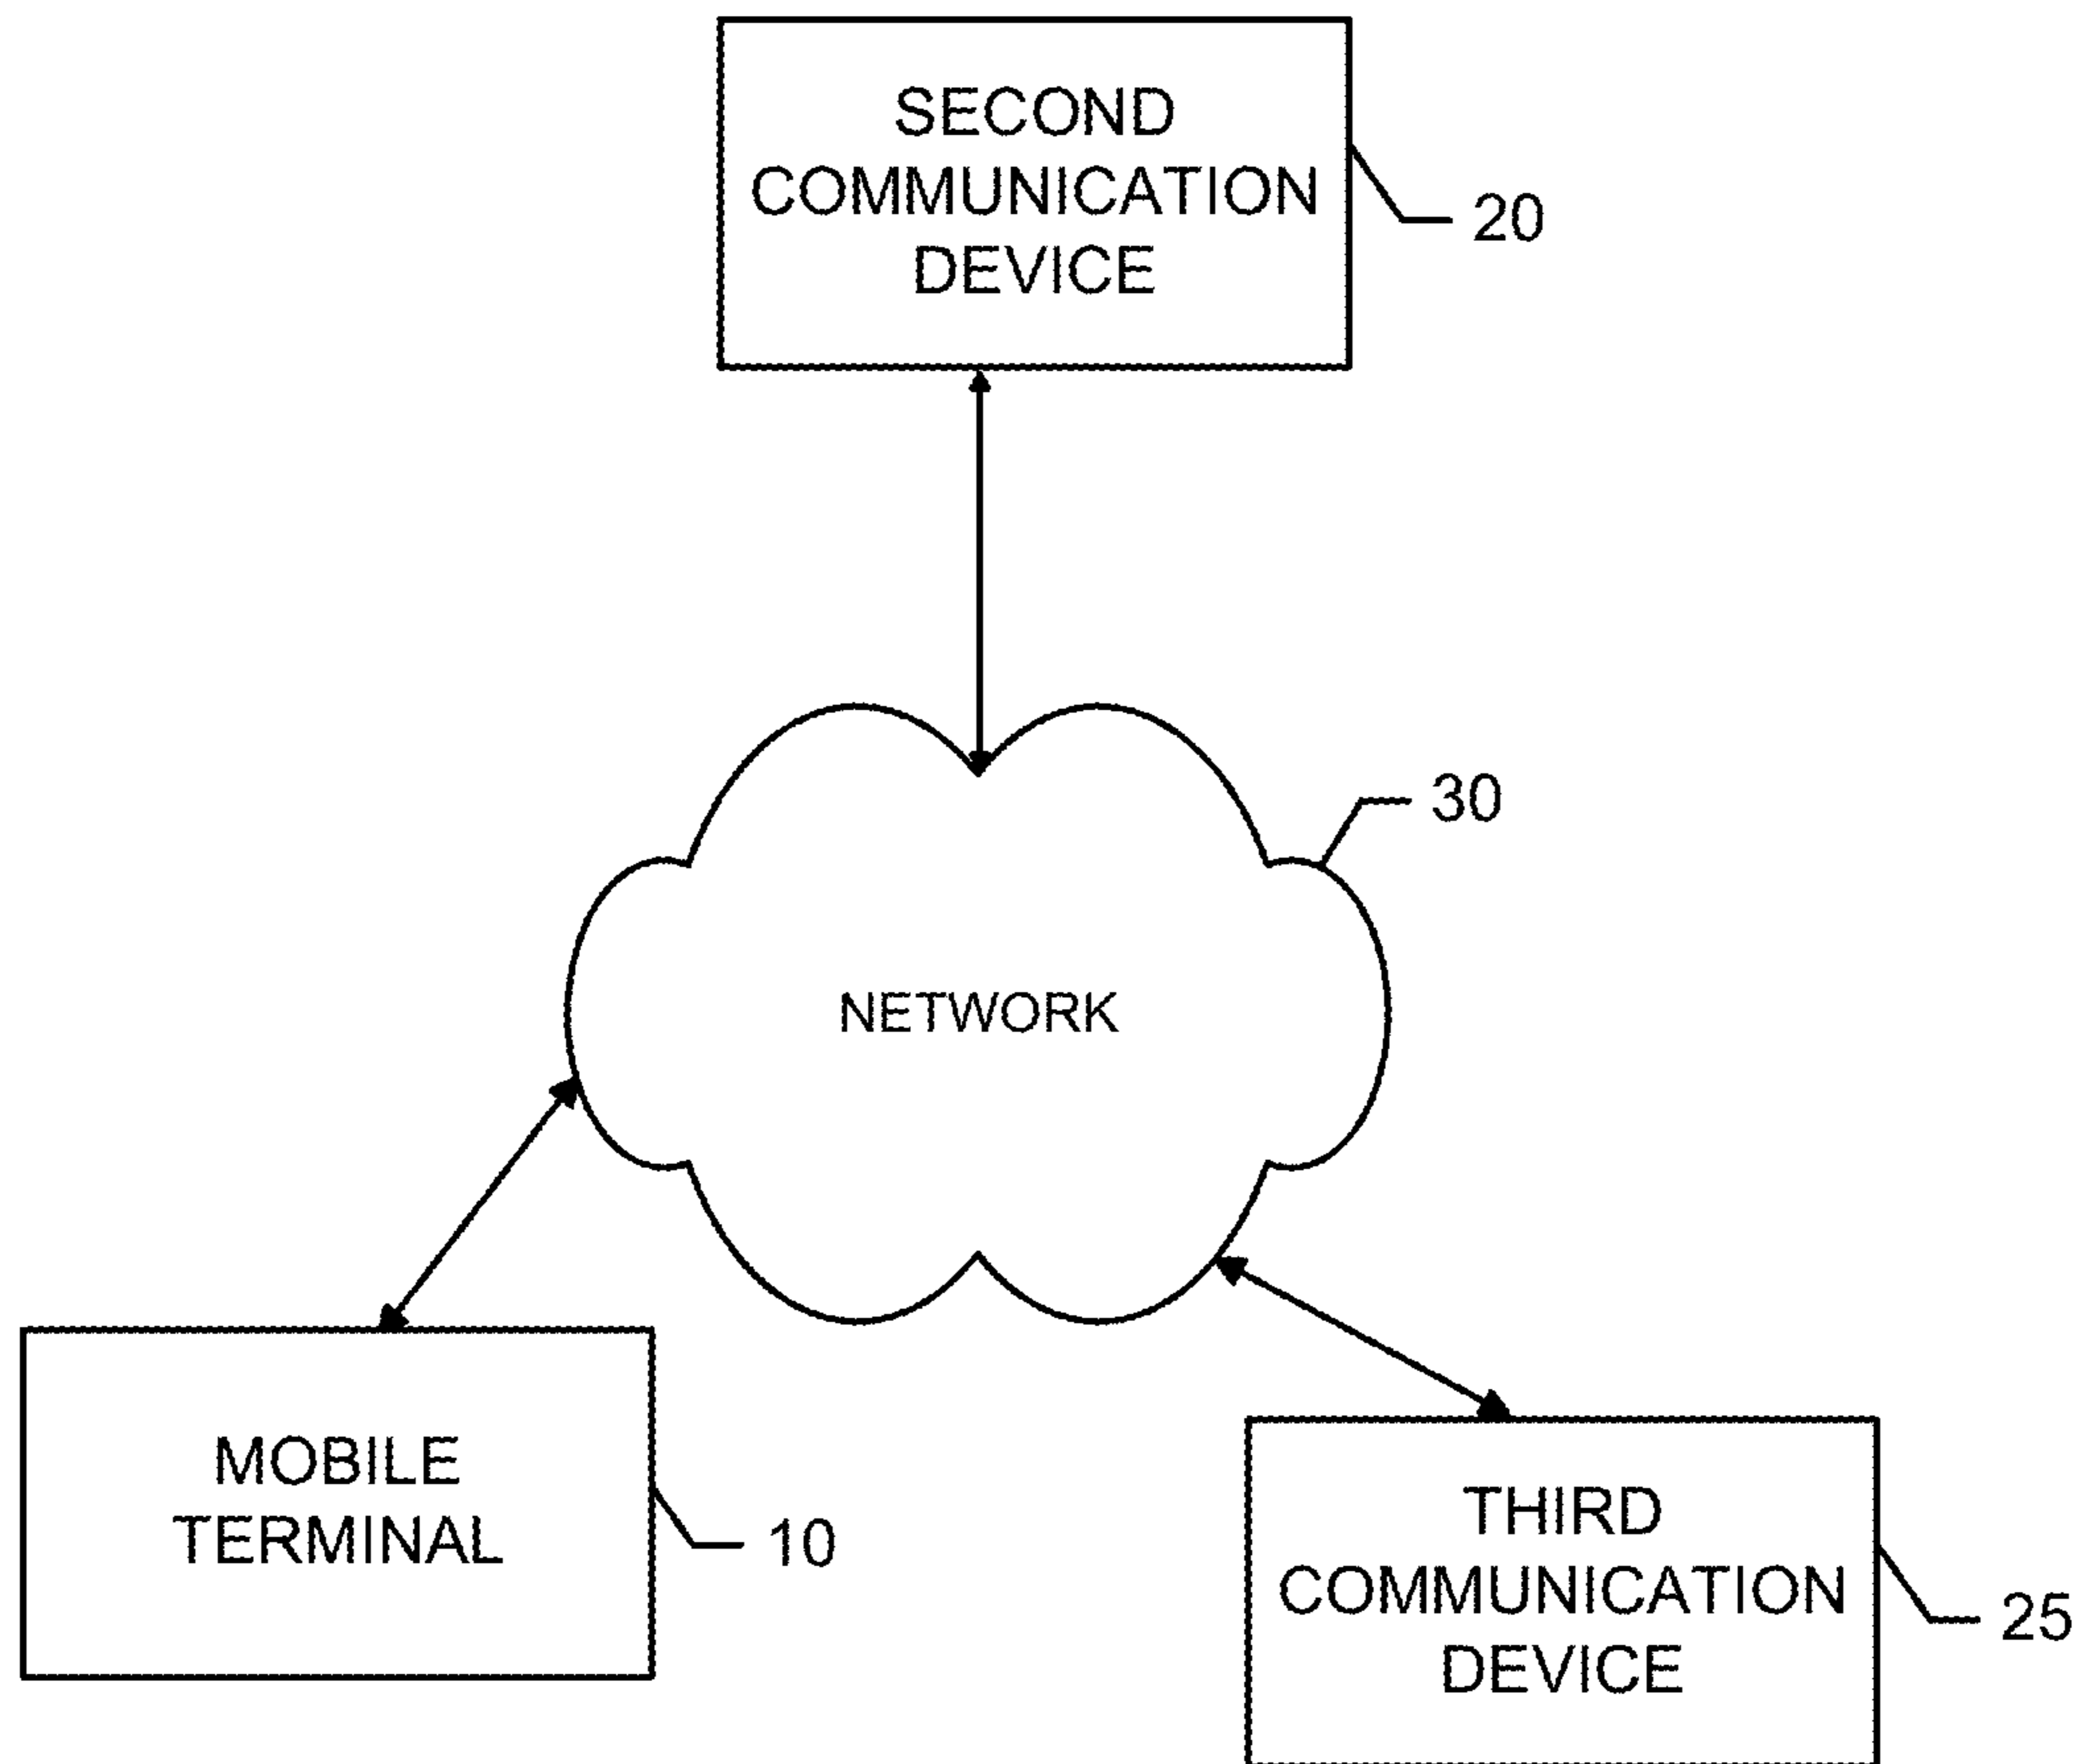 SECOND
COMMUNICATION
DEVICE
20
30
NETWORK
MOBILE
TERMINAL
10
THIRD
COMMUNICATION
DEVICE
25